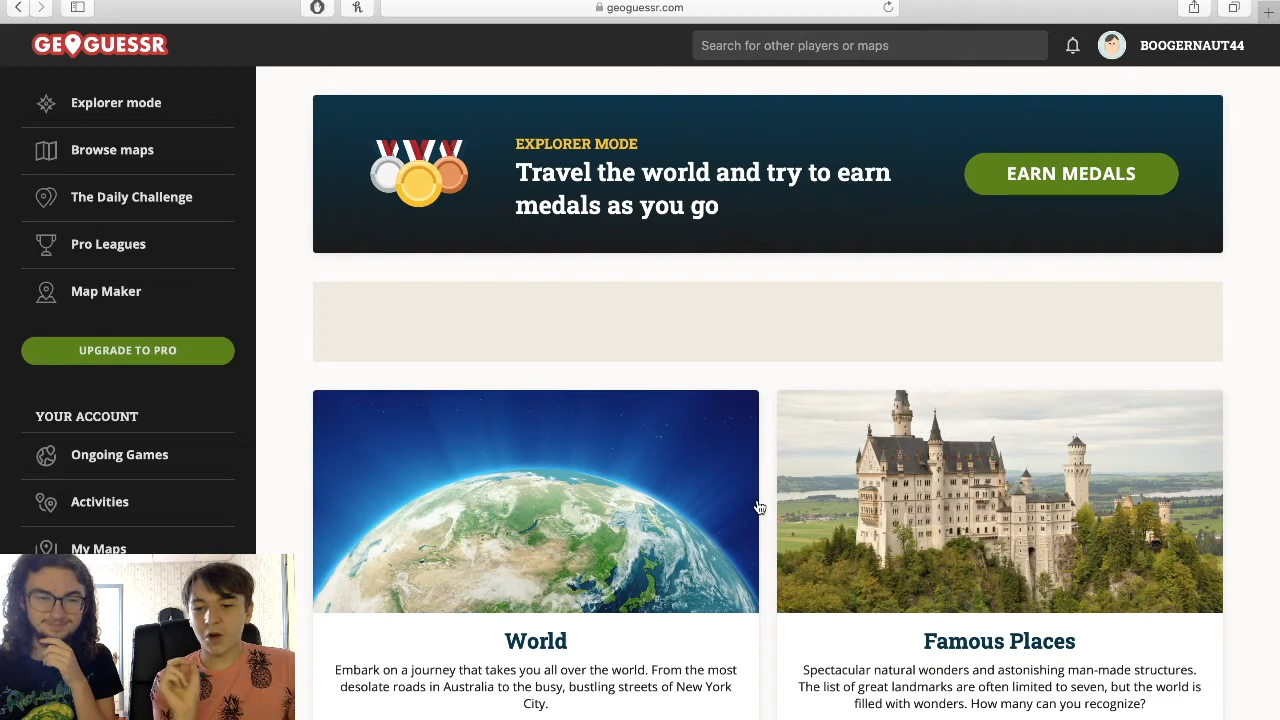 geoguessr.com
GEOGUESSR
Search for other players or maps
BOOGERNAUT44
Explorer mode
Browse maps
The Daily Challenge
Pro Leagues
Map Maker
UPGRADE TO PRO
YOUR ACCOUNT
Ongoing Games
Activities
My Maps
EXPLORER MODE
Travel the world and try to earn
medals as you go
EARN MEDALS
World
Embark on a journey that takes you all over the world. From the most
desolate roads in Australia to the busy, bustling streets of New York
City.
Famous Places
Spectacular natural wonders and astonishing man-made structures.
The list of great landmarks are often limited to seven, but the world is
filled with wonders. How many can you recognize?